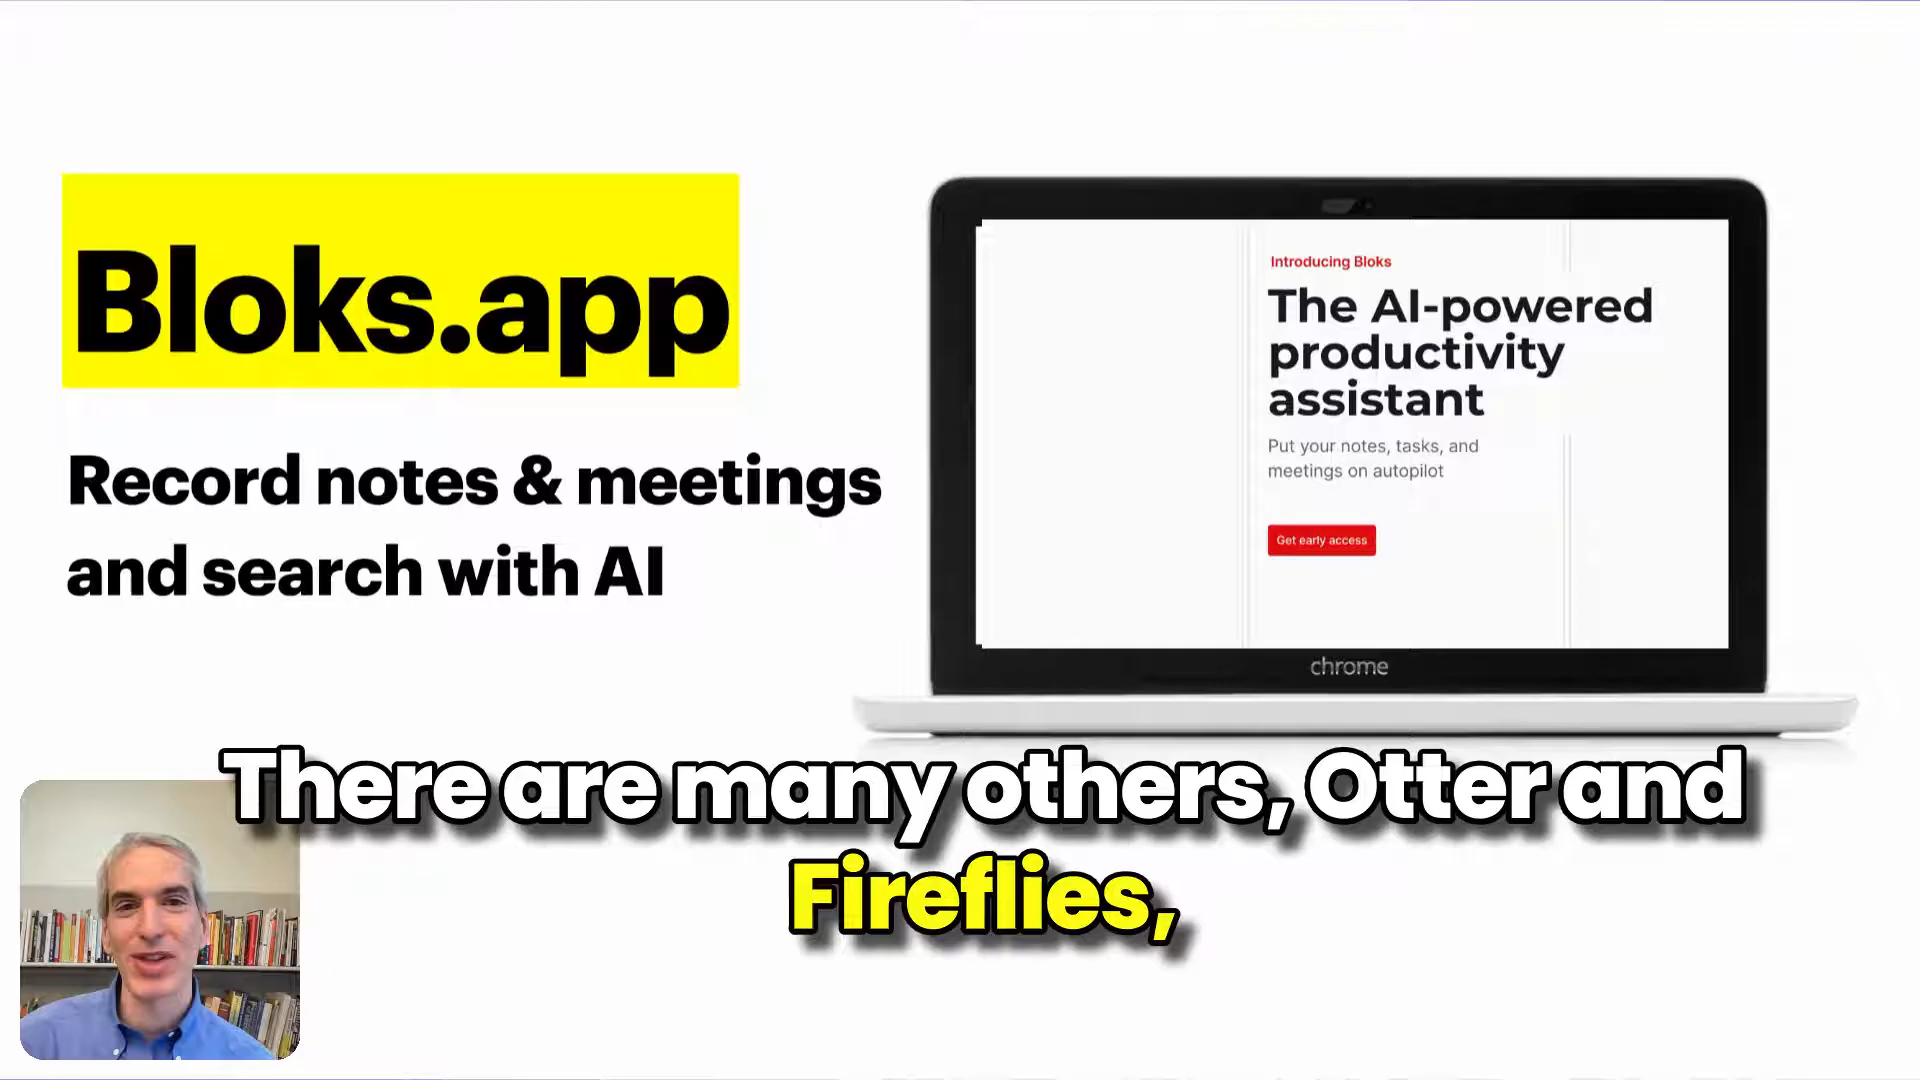 Bloks.app
Record notes & meetings
and search with AI
Introducing Bloks
The AI-powered
productivity
assistant
Put your notes, tasks, and
meetings on autopilot
Get early access
chrome
There are many others, Otter and
Fireflies,